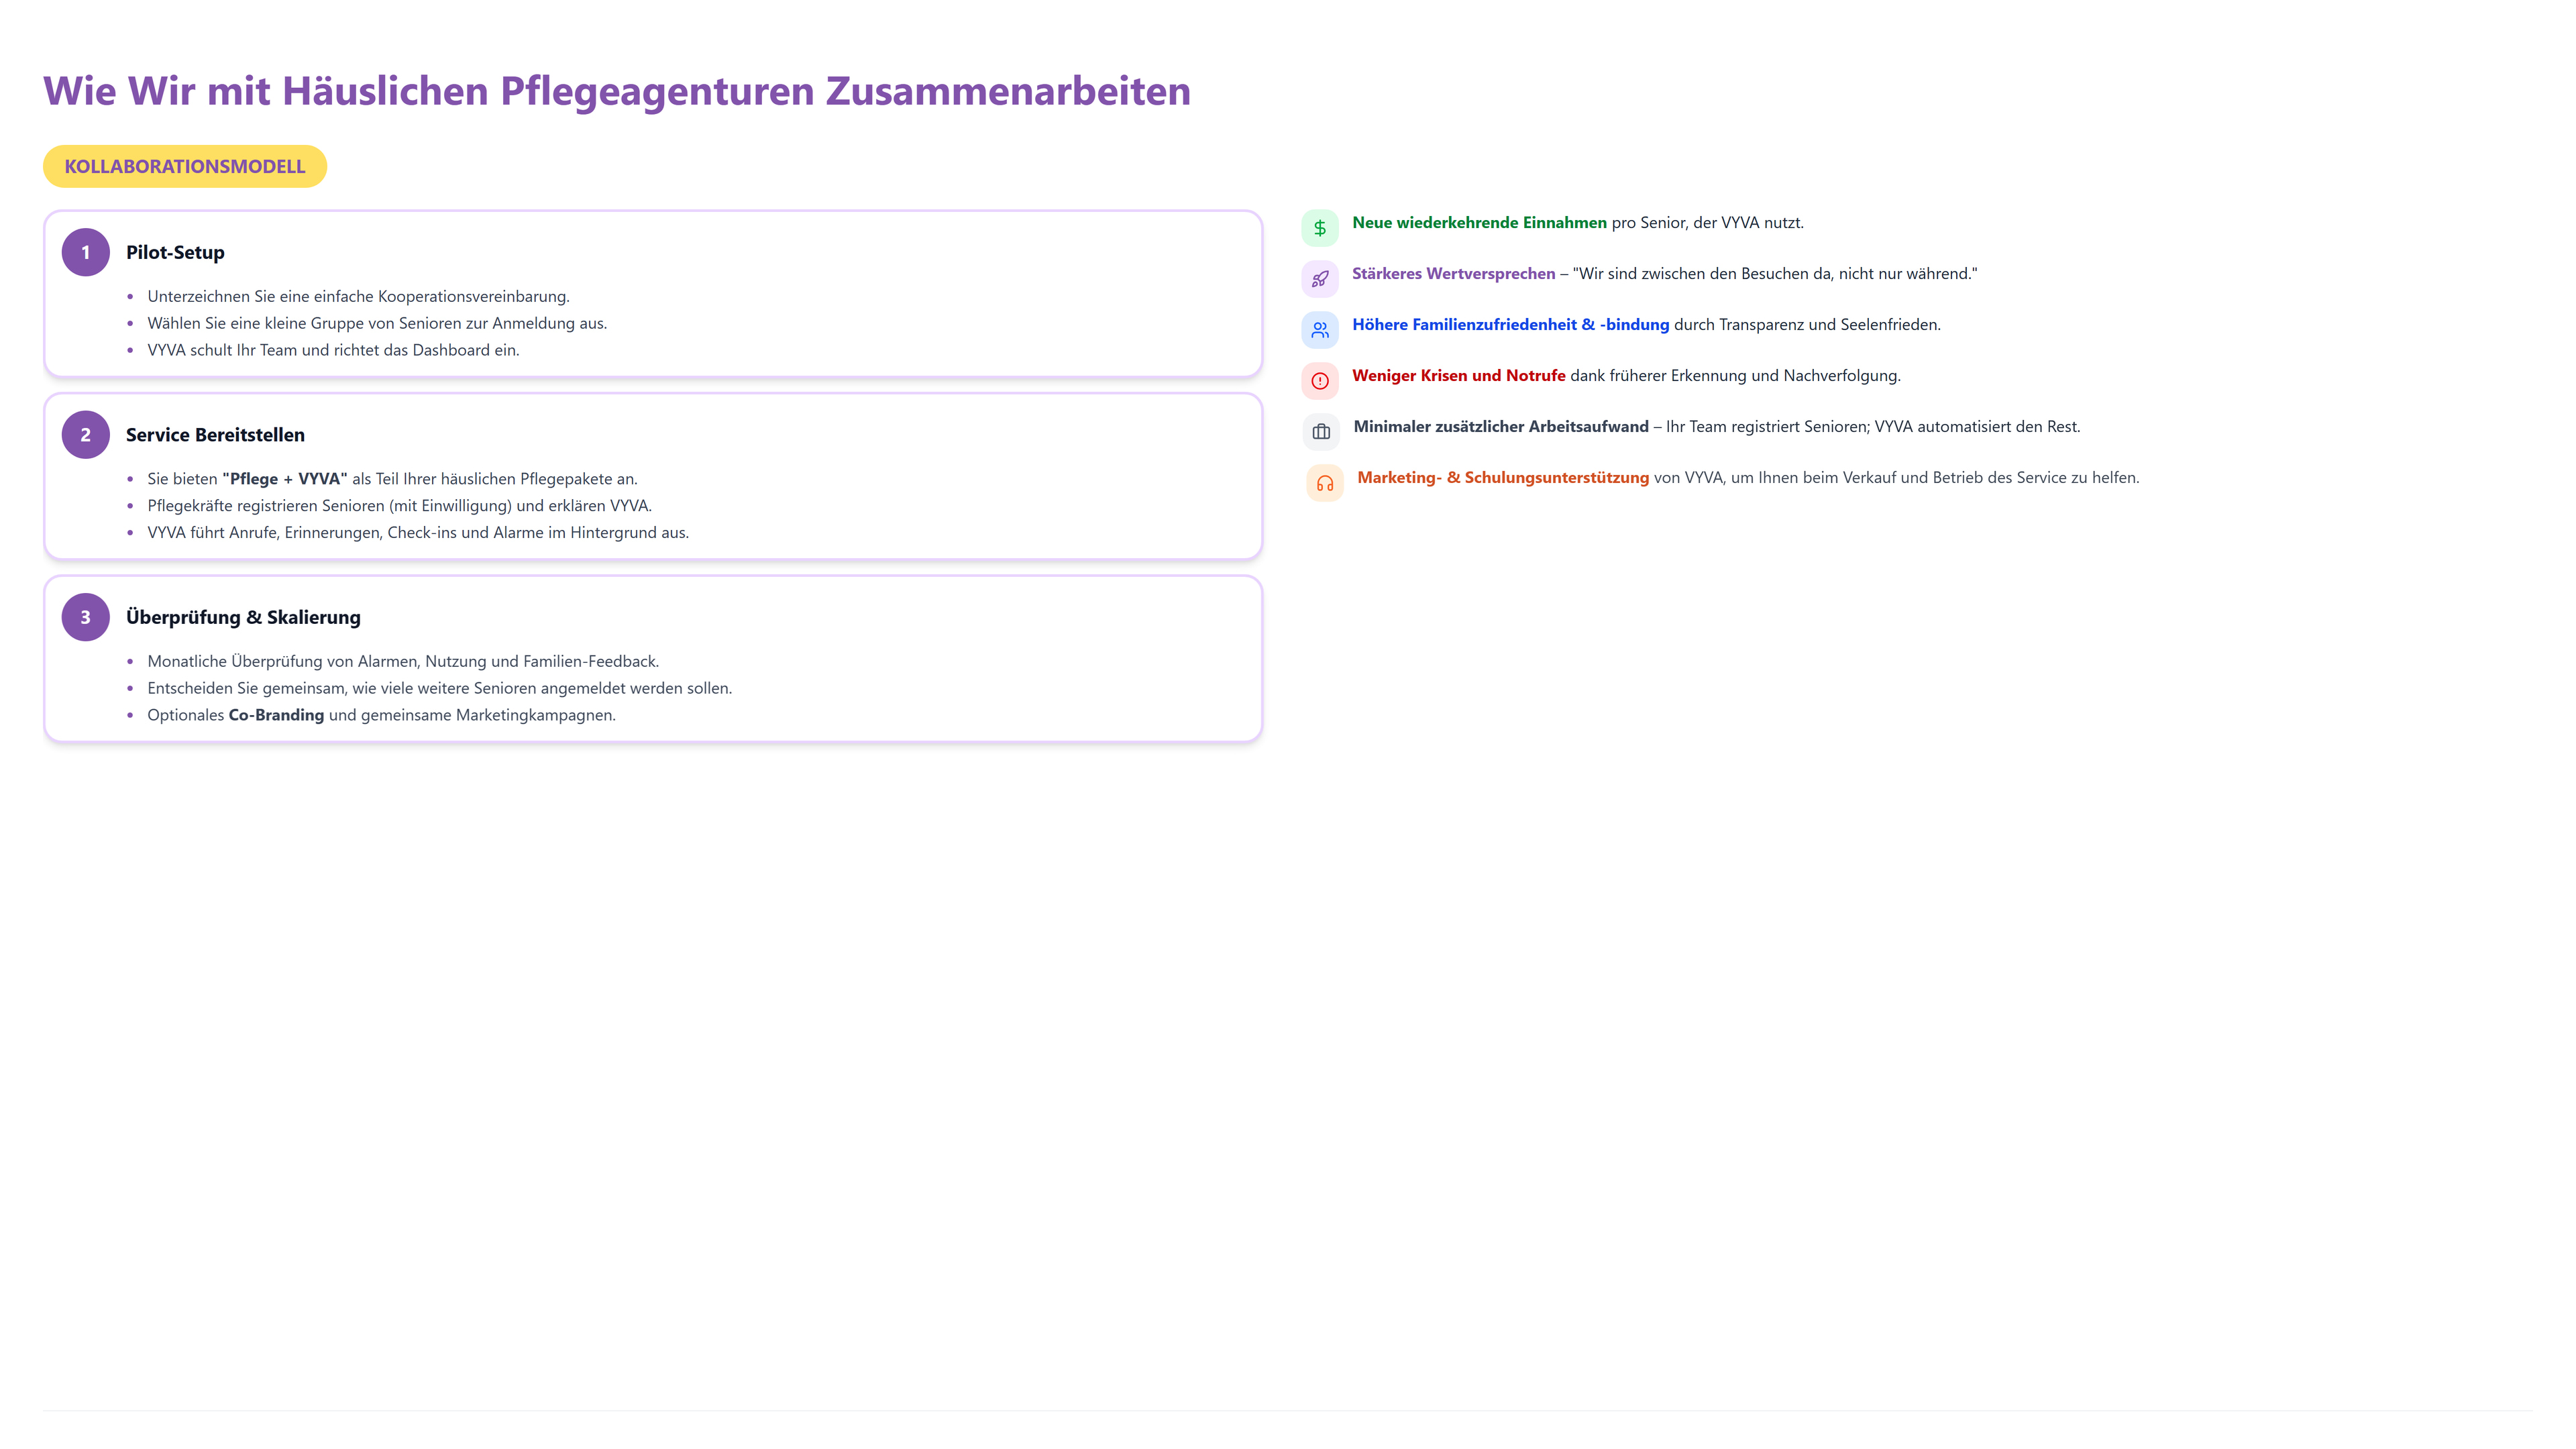 Wie Wir mit Häuslichen Pflegeagenturen Zusammenarbeiten
KOLLABORATIONSMODELL
1
Pilot-Setup
• Unterzeichnen Sie eine einfache Kooperationsvereinbarung.
• Wählen Sie eine kleine Gruppe von Senioren zur Anmeldung aus.
• VYVA schult Ihr Team und richtet das Dashboard ein.
2
Service Bereitstellen
• Sie bieten "Pflege + VYVA" als Teil Ihrer häuslichen Pflegepakete an.
• Pflegekräfte registrieren Senioren (mit Einwilligung) und erklären VYVA.
• VYVA führt Anrufe, Erinnerungen, Check-ins und Alarme im Hintergrund aus.
3
Überprüfung & Skalierung
• Monatliche Überprüfung von Alarmen, Nutzung und Familien-Feedback.
• Entscheiden Sie gemeinsam, wie viele weitere Senioren angemeldet werden sollen.
• Optionales Co-Branding und gemeinsame Marketingkampagnen.
Neue wiederkehrende Einnahmen pro Senior, der VYVA nutzt.
Stärkeres Wertversprechen – "Wir sind zwischen den Besuchen da, nicht nur während."
Höhere Familienzufriedenheit & -bindung durch Transparenz und Seelenfrieden.
Weniger Krisen und Notrufe dank früherer Erkennung und Nachverfolgung.
Minimaler zusätzlicher Arbeitsaufwand – Ihr Team registriert Senioren; VYVA automatisiert den Rest.
Marketing- & Schulungsunterstützung von VYVA, um Ihnen beim Verkauf und Betrieb des Service zu helfen.